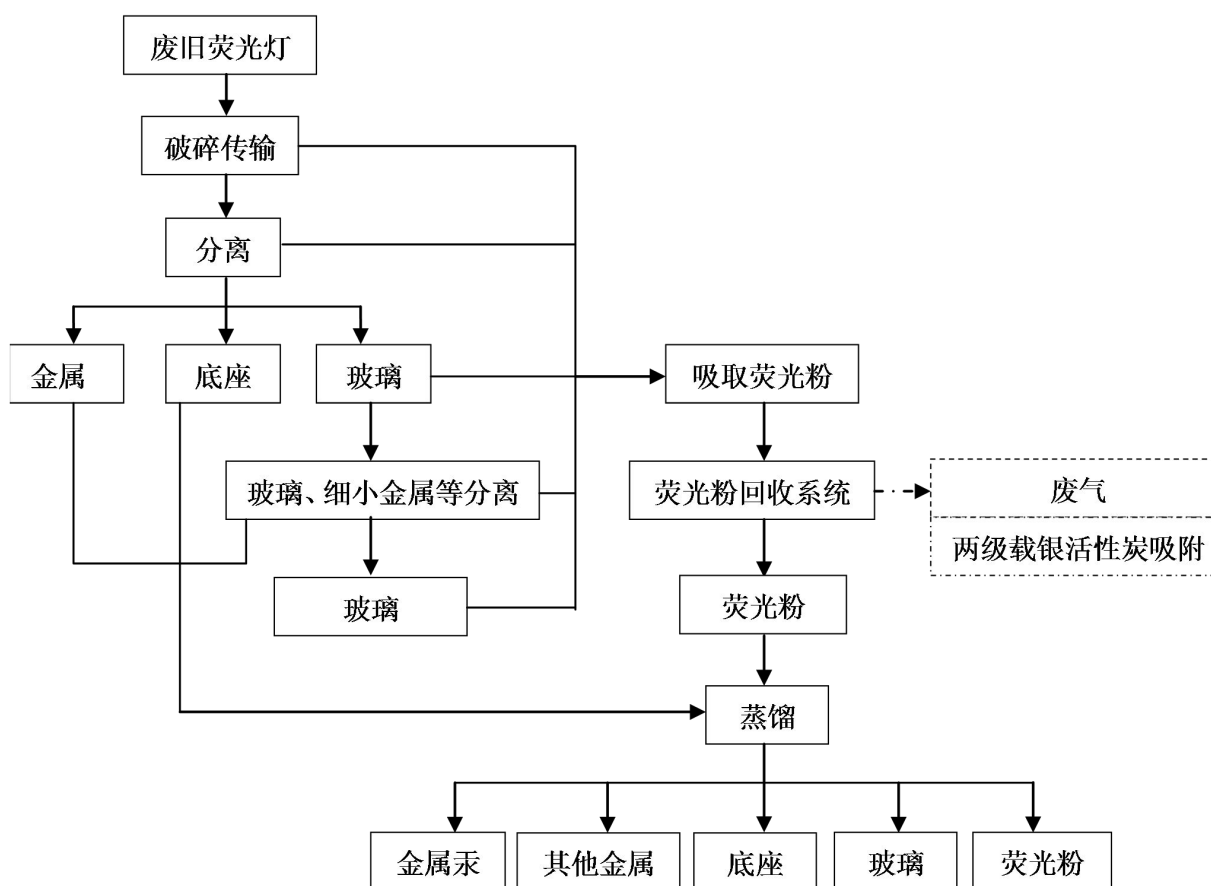 废旧荧光灯
破碎传输
分离
金属
底座
玻璃
吸取荧光粉
玻璃、细小金属等分离
荧光粉回收系统
废气
两级载银活性炭吸附
玻璃
荧光粉
蒸馏
金属汞
其他金属
底座
玻璃
荧光粉